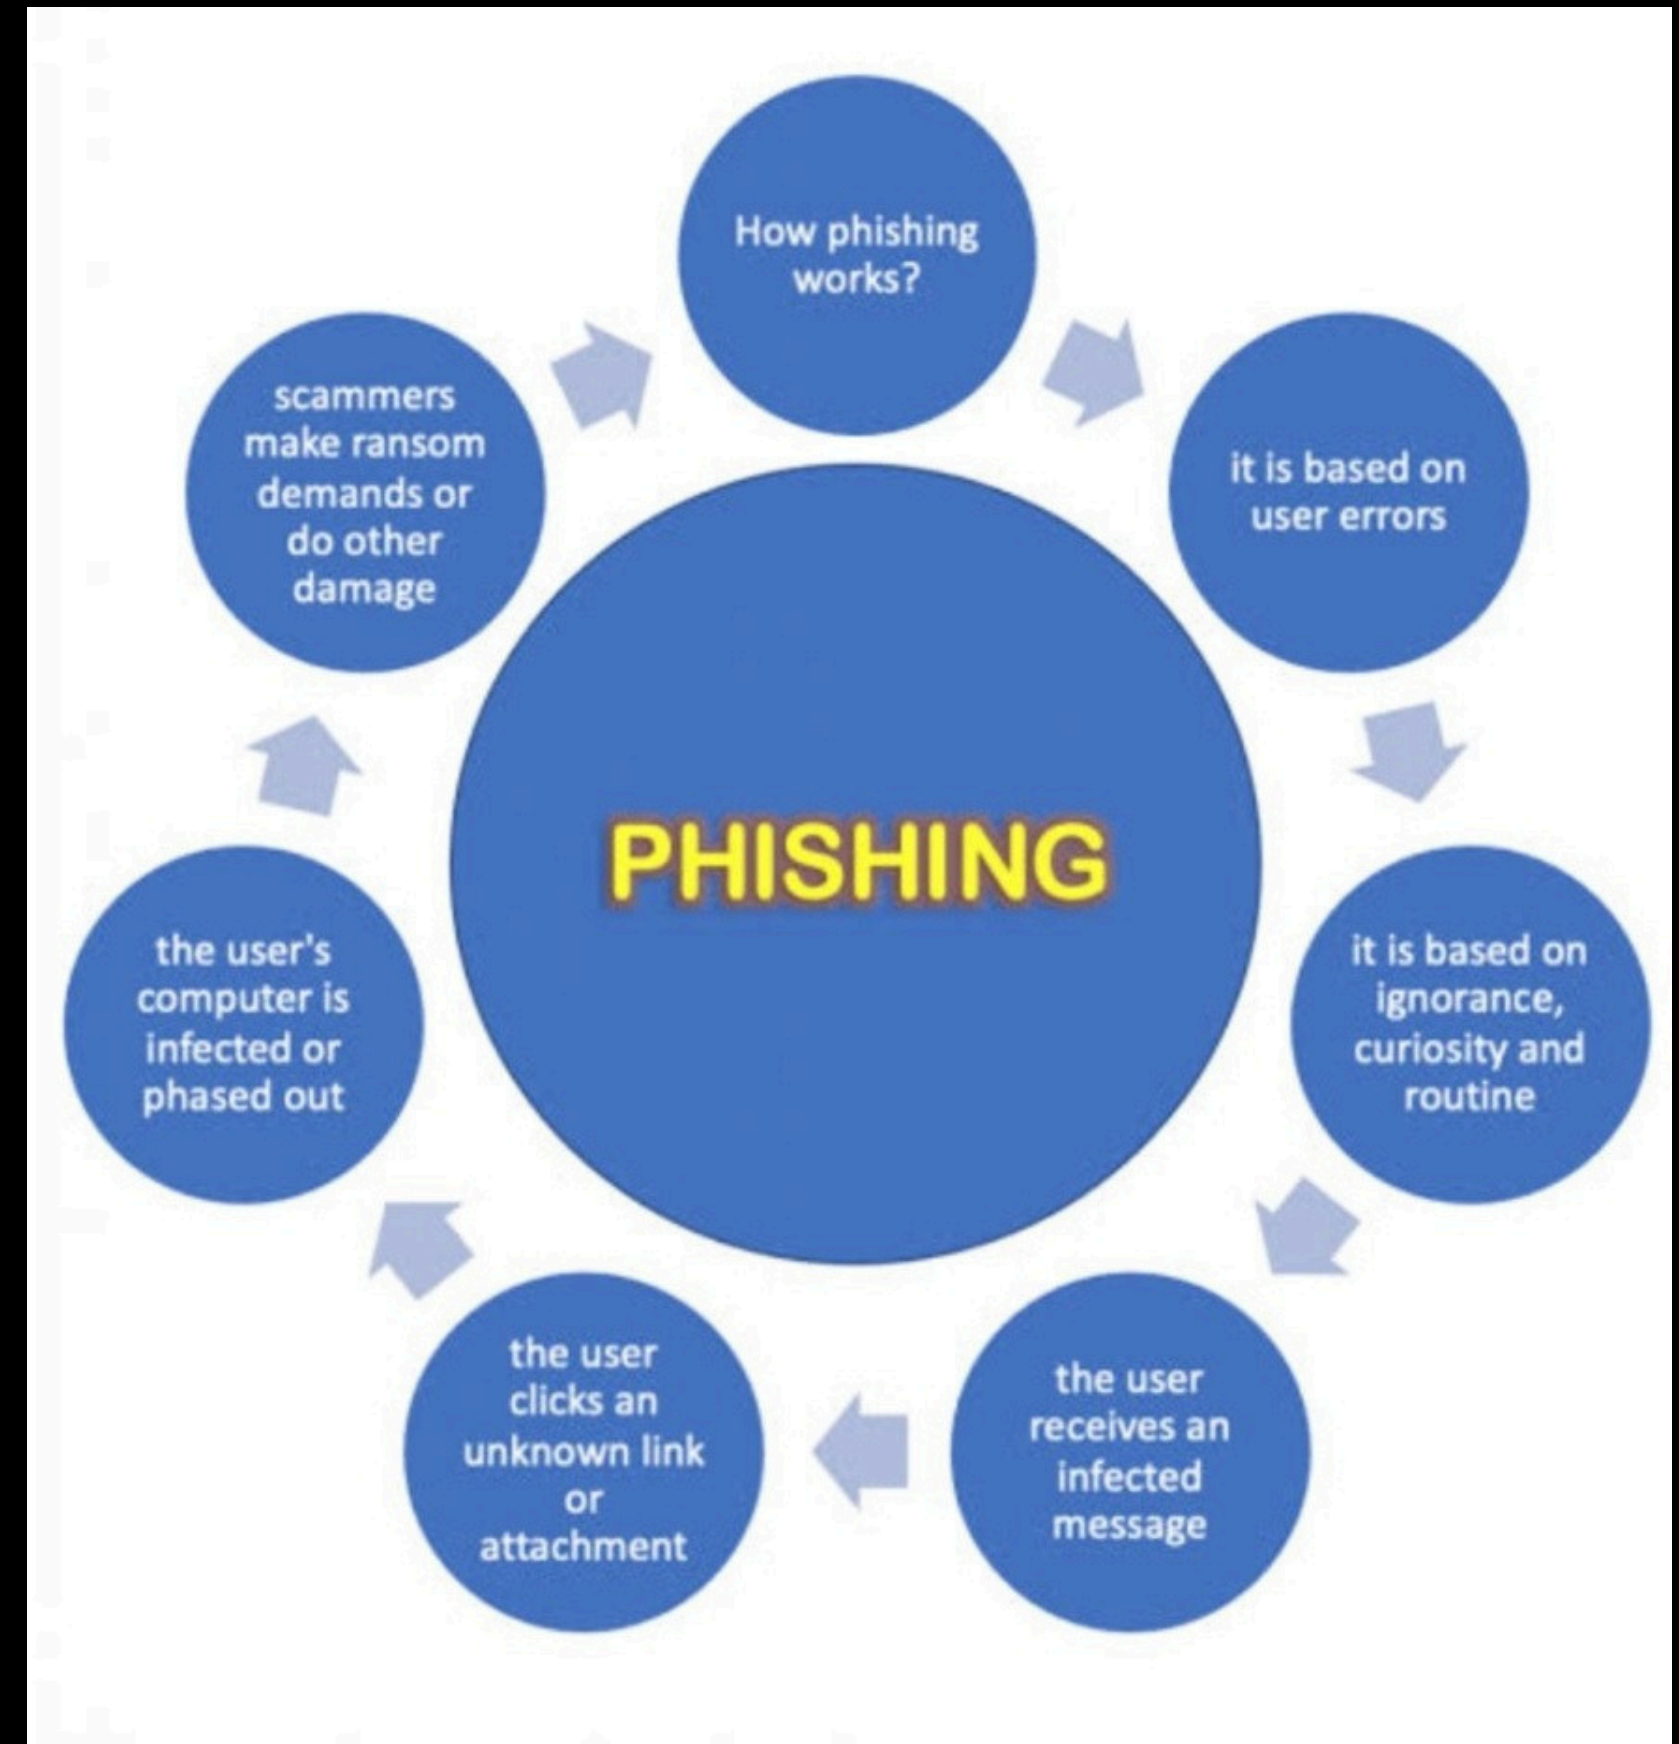 How phishing
works?
it is based on
user errors
it is based on
ignorance,
curiosity and
routine
the user
receives an
infected
message
the user
clicks an
unknown link
or
attachment
the user's
computer is
infected or
phased out
scammers
make ransom
demands or
do other
damage
PHISHING